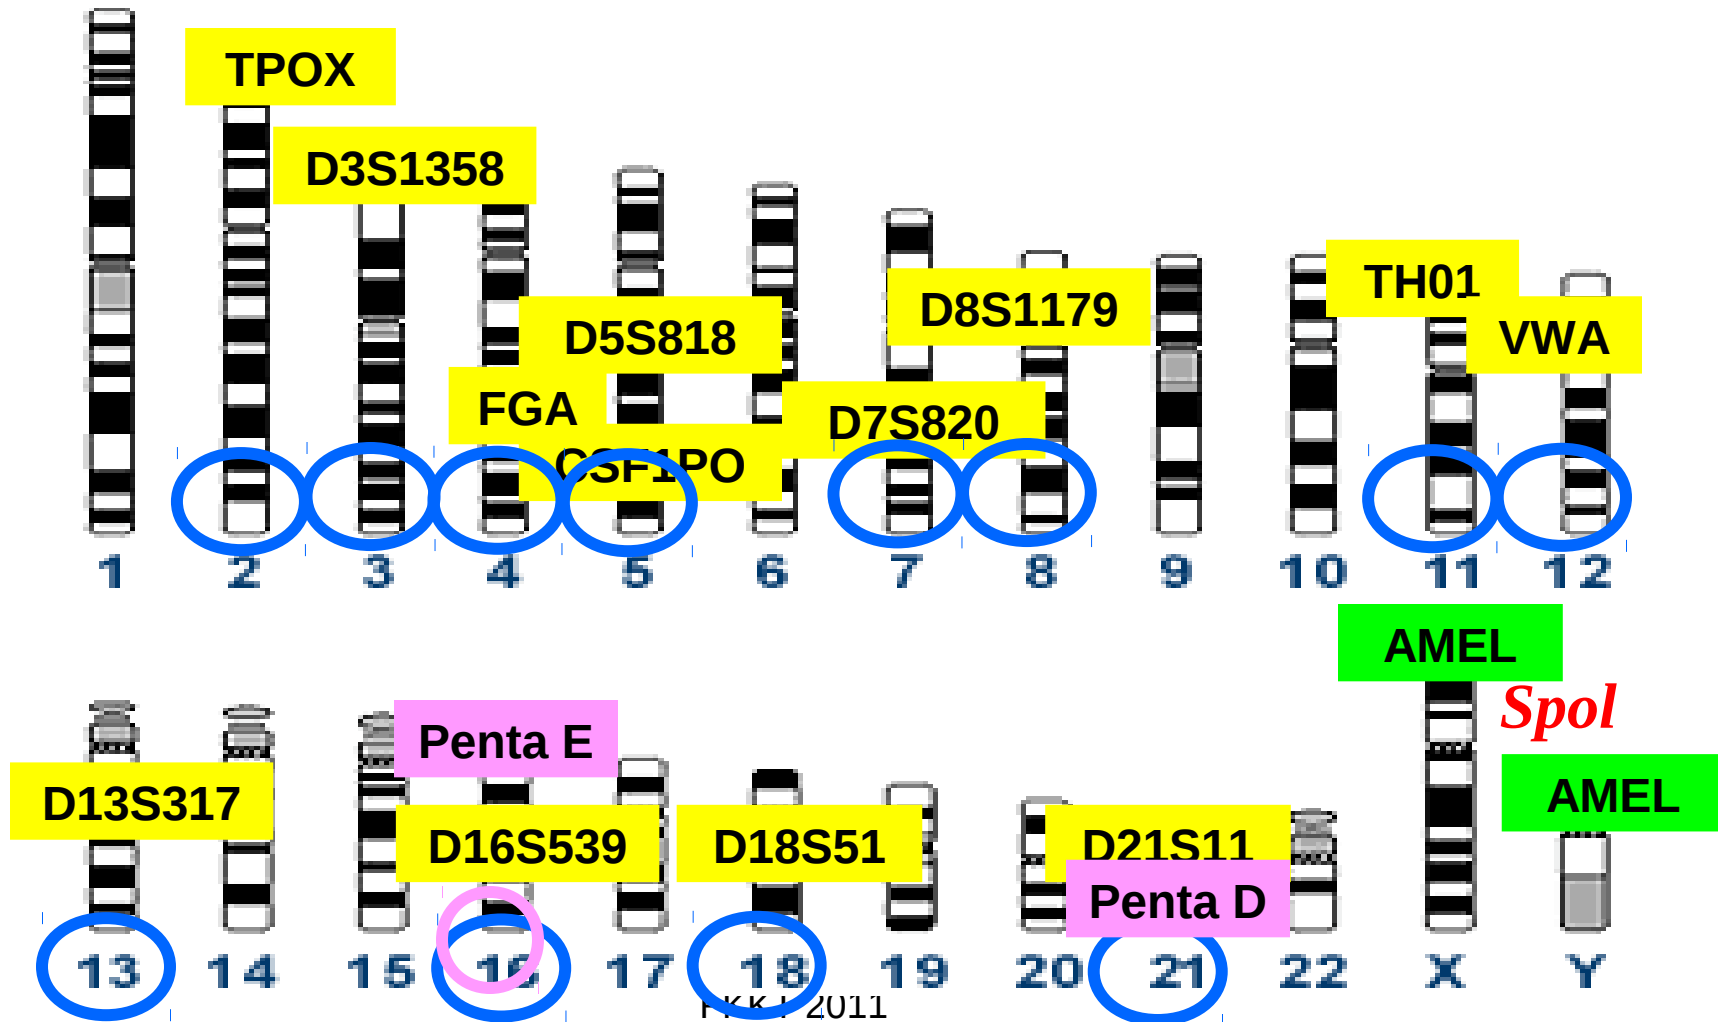 TPOX
D3S1358
D5S818
FGA
CSF1PO
D8S1179
D7S820
TH01
VWA
1 2 3 4 5 6 7 8 9 10 11 12
AMEL
Spol
AMEL
Penta E
D13S317
D16S539
D18S51
D21S11
Penta D
13 14 15 16 17 18 19 20 21 22 X Y
2011